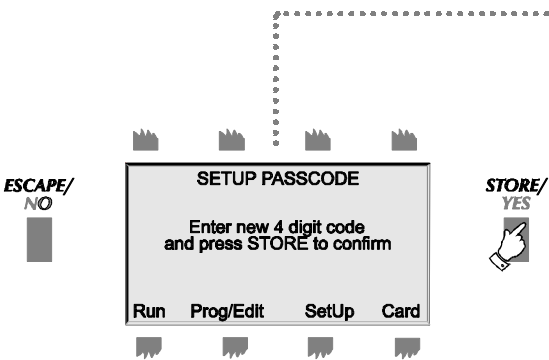 ESCAPE/
NO
SETUP PASSCODE
Enter new 4 digit code
and press STORE to confirm
Run Prog/Edit SetUp Card
STORE/
YES